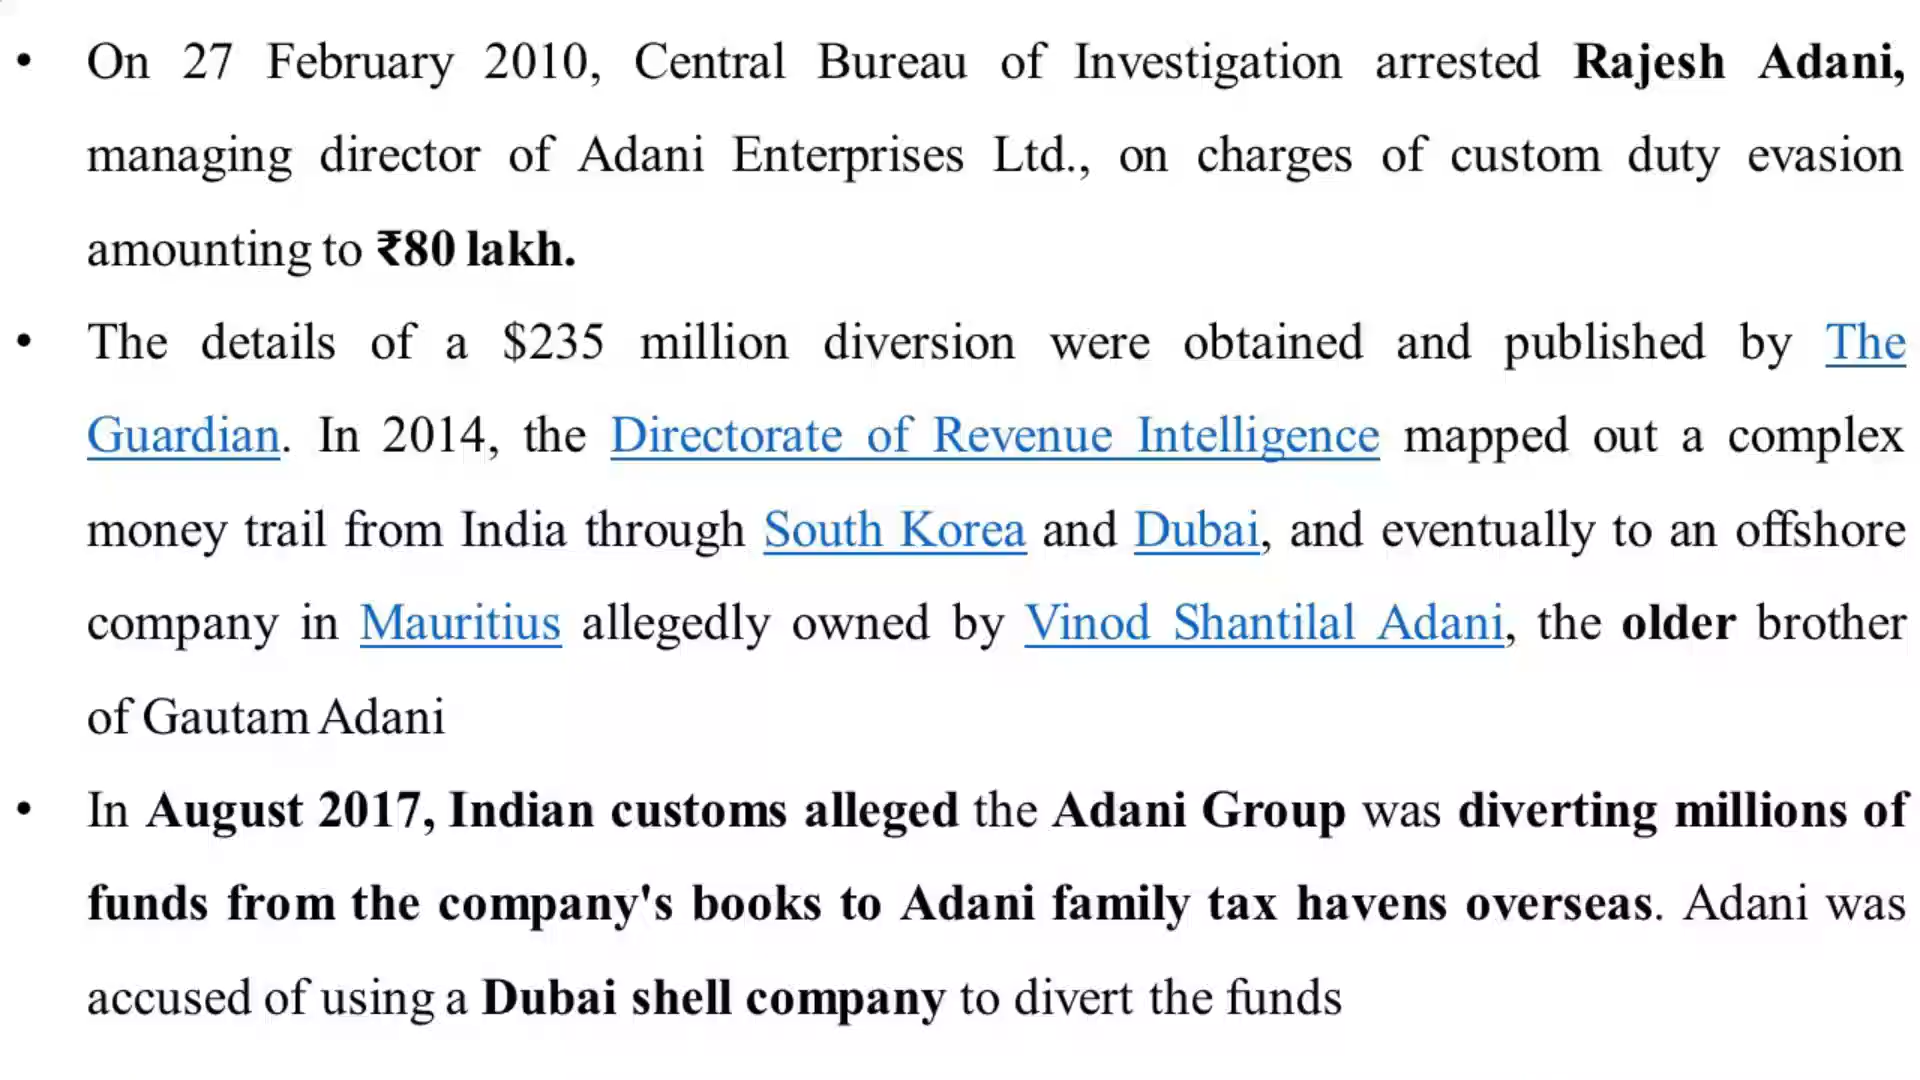 • On 27 February 2010, Central Bureau of Investigation arrested Rajesh Adani,
managing director of Adani Enterprises Ltd., on charges of custom duty evasion
amounting to ₹80 lakh.
• The details of a $235 million diversion were obtained and published by The
Guardian. In 2014, the Directorate of Revenue Intelligence mapped out a complex
money trail from India through South Korea and Dubai, and eventually to an offshore
company in Mauritius allegedly owned by Vinod Shantilal Adani, the older brother
of Gautam Adani
• In August 2017, Indian customs alleged the Adani Group was diverting millions of
funds from the company's books to Adani family tax havens overseas. Adani was
accused of using a Dubai shell company to divert the funds